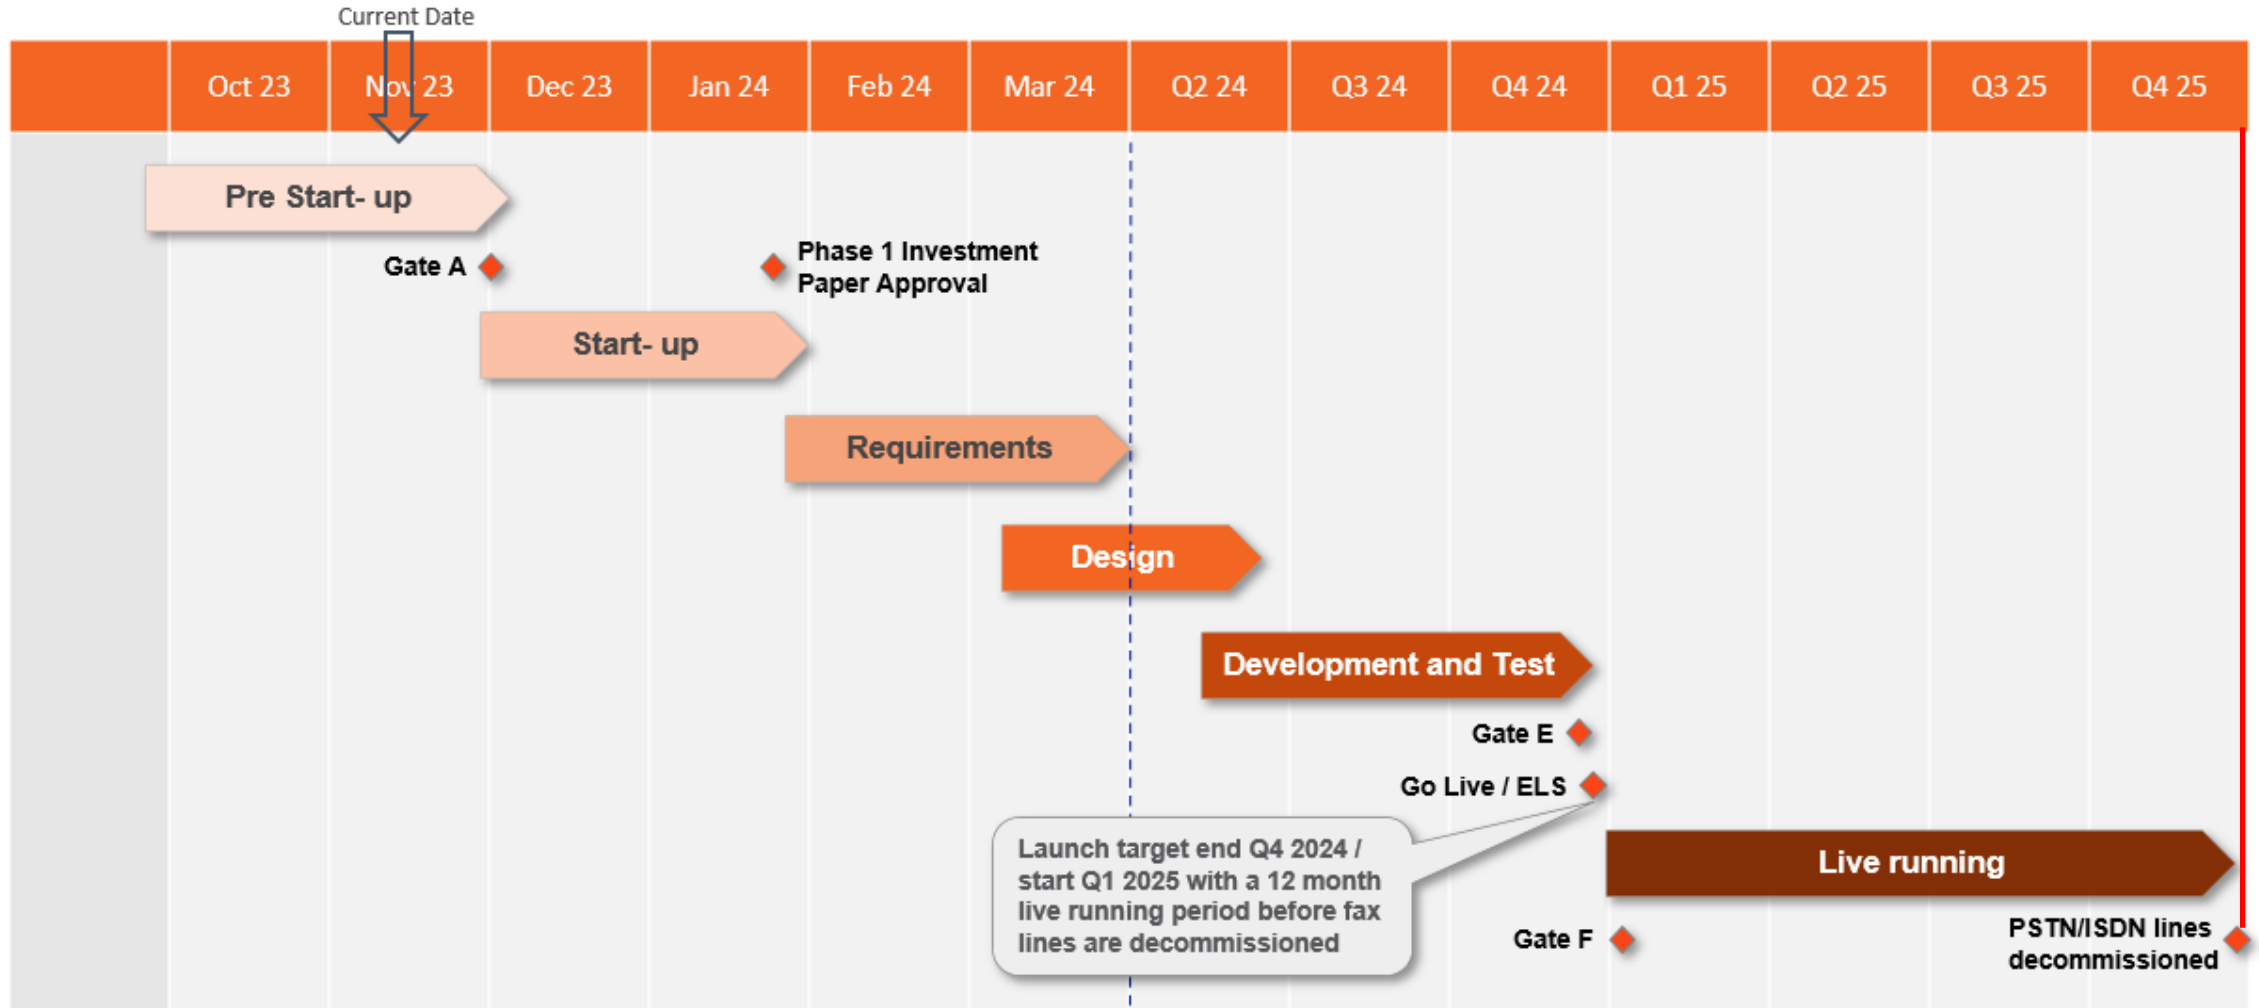 Current Date
Oct 23
Nov 23
Dec 23
Jan 24
Feb 24
Mar 24
Q2 24
Q3 24
Q4 24
Q1 25
Q2 25
Q3 25
Q4 25
Pre Start- up
Gate A
Phase 1 Investment
Paper Approval
Start- up
Requirements
Design
Development and Test
Gate E
Go Live / ELS
Launch target end Q4 2024 /
start Q1 2025 with a 12 month
live running period before fax
lines are decommissioned
Live running
Gate F
PSTN/ISDN lines
decommissioned